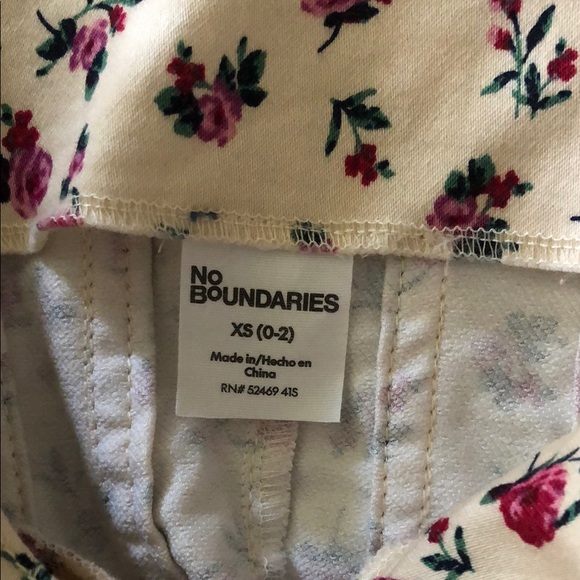 No
BoUNDARIES
XS (0-2)
Made in/Hecho en
China
RN# 52469 41S